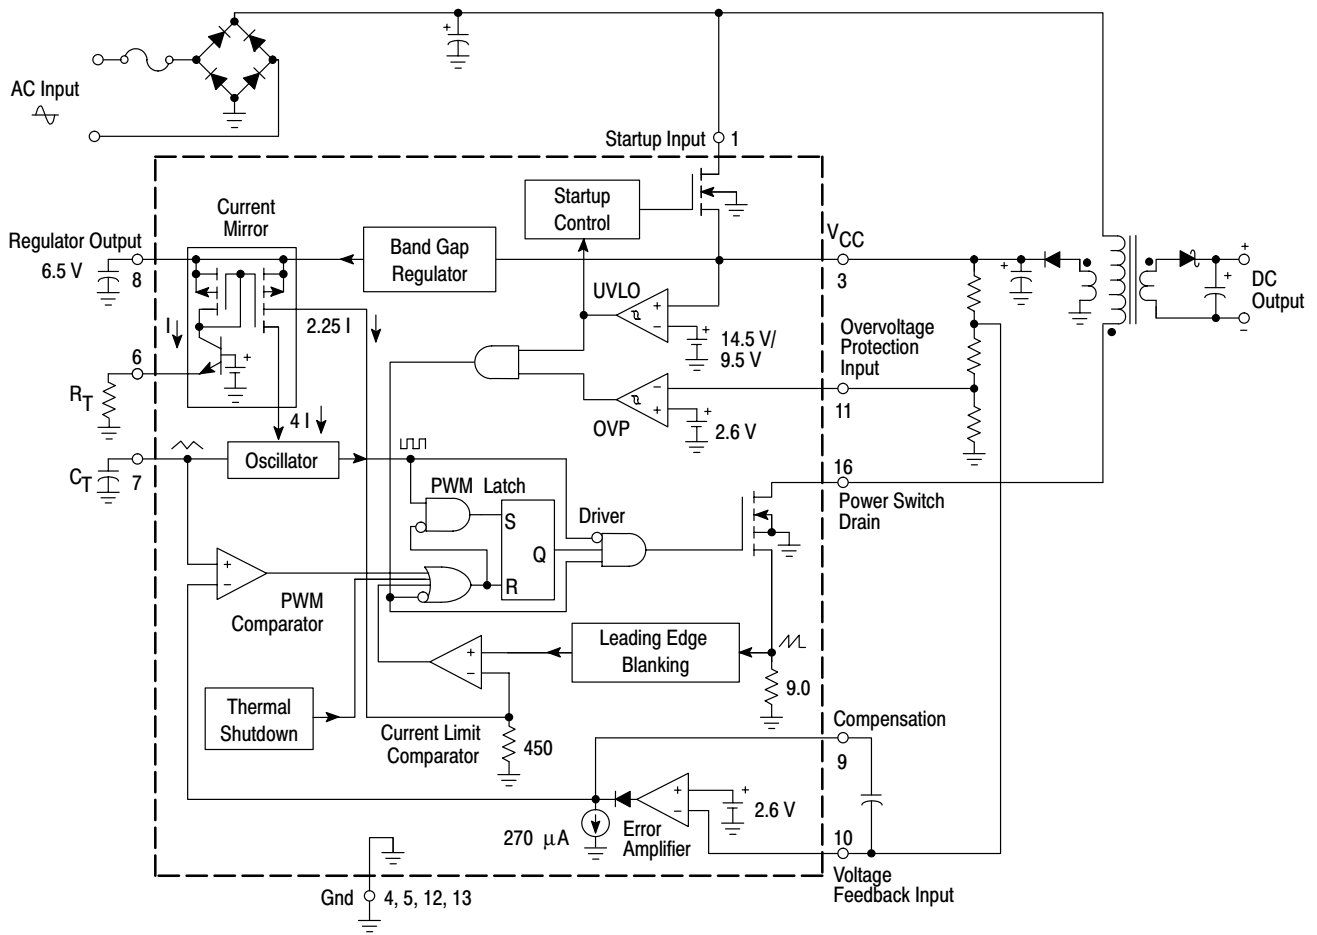 AC Input
Startup Input
1
Current
Mirror
Startup
Control
Regulator Output
6.5 V
8
Band Gap
Regulator
VCC
3
+
+
+
+
DC
Output
−
I
2.25 I
UVLO
+
−
+
14.5 V/
9.5 V
Overvoltage
Protection
Input
11
6
RT
+
4 I
OVP
−
+
+
2.6 V
CT
7
Oscillator
16
Power Switch
Drain
PWM Latch
S
Q
R
Driver
+
−
PWM
Comparator
Leading Edge
Blanking
+
−
9.0
Thermal
Shutdown
Current Limit
Comparator
450
Compensation
9
270 µA
Error
Amplifier
+
−
+
2.6 V
10
Voltage
Feedback Input
Gnd
4, 5, 12, 13